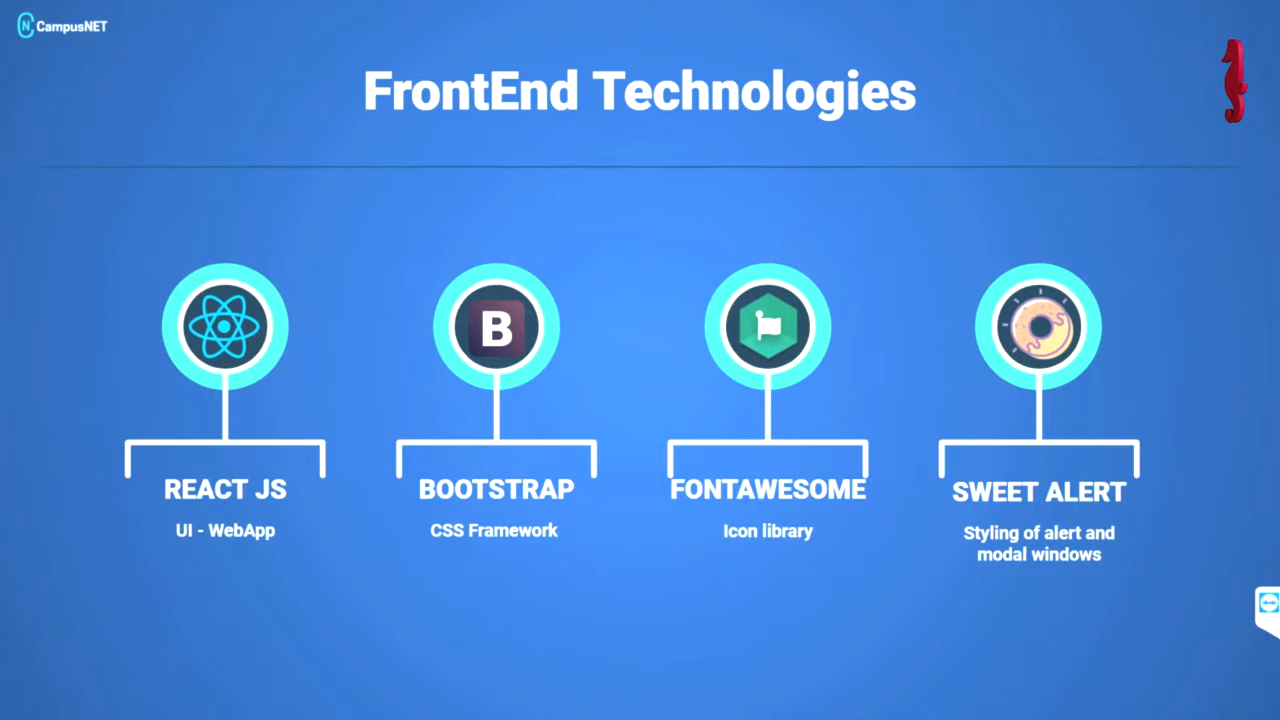 CampusNET
FrontEnd Technologies
B
REACT JS
UI - WebApp
BOOTSTRAP
CSS Framework
FONTAWESOME
Icon library
SWEET ALERT
Styling of alert and
modal windows